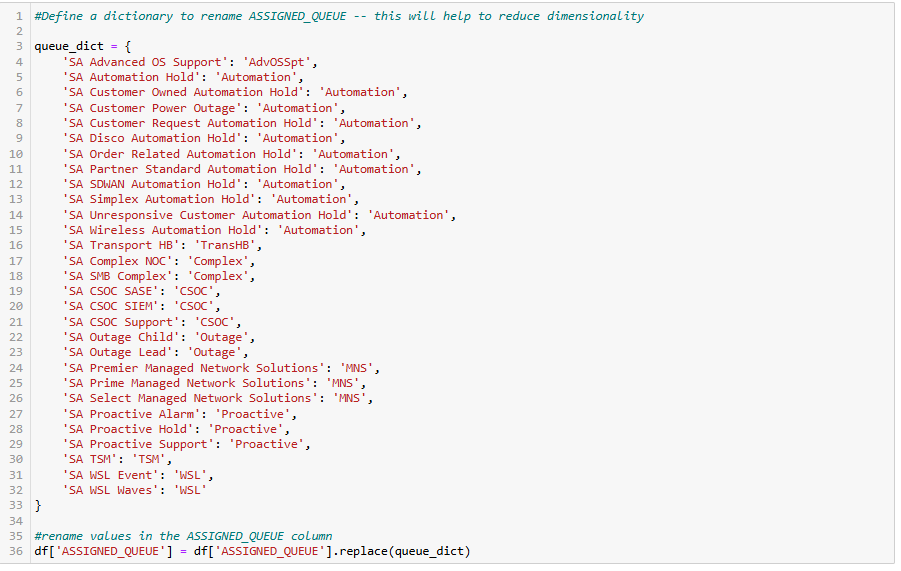 1 #Define a dictionary to rename ASSIGNED_QUEUE -- this will help to reduce dimensionality
2
3 queue_dict = {
4     'SA Advanced OS Support': 'AdvOSSpt',
5     'SA Automation Hold': 'Automation',
6     'SA Customer Owned Automation Hold': 'Automation',
7     'SA Customer Power Outage': 'Automation',
8     'SA Customer Request Automation Hold': 'Automation',
9     'SA Disco Automation Hold': 'Automation',
10     'SA Order Related Automation Hold': 'Automation',
11     'SA Partner Standard Automation Hold': 'Automation',
12     'SA SDWAN Automation Hold': 'Automation',
13     'SA Simplex Automation Hold': 'Automation',
14     'SA Unresponsive Customer Automation Hold': 'Automation',
15     'SA Wireless Automation Hold': 'Automation',
16     'SA Transport HB': 'TransHB',
17     'SA Complex NOC': 'Complex',
18     'SA SMB Complex': 'Complex',
19     'SA CSOC SASE': 'CSOC',
20     'SA CSOC SIEM': 'CSOC',
21     'SA CSOC Support': 'CSOC',
22     'SA Outage Child': 'Outage',
23     'SA Outage Lead': 'Outage',
24     'SA Premier Managed Network Solutions': 'MNS',
25     'SA Prime Managed Network Solutions': 'MNS',
26     'SA Select Managed Network Solutions': 'MNS',
27     'SA Proactive Alarm': 'Proactive',
28     'SA Proactive Hold': 'Proactive',
29     'SA Proactive Support': 'Proactive',
30     'SA TSM': 'TSM',
31     'SA WSL Event': 'WSL',
32     'SA WSL Waves': 'WSL'
33 }
34
35 #rename values in the ASSIGNED_QUEUE column
36 df['ASSIGNED_QUEUE'] = df['ASSIGNED_QUEUE'].replace(queue_dict)